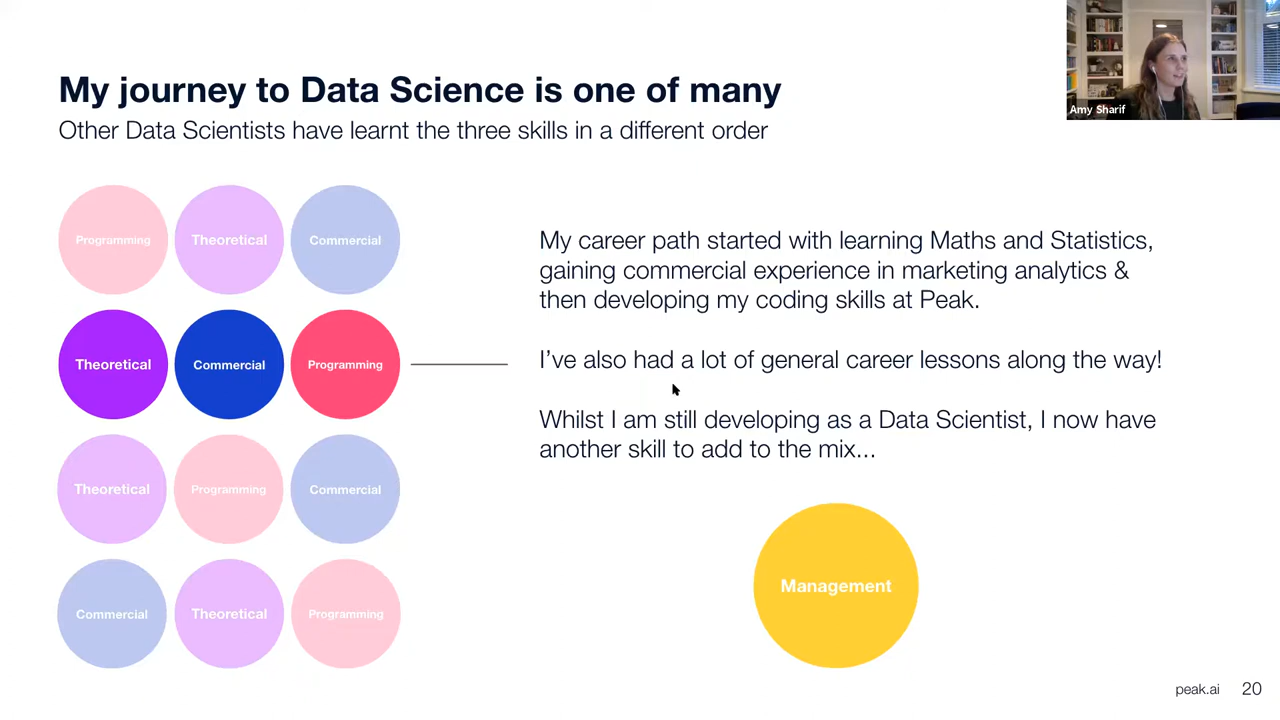 My journey to Data Science is one of many
Other Data Scientists have learnt the three skills in a different order
Amy Sharif
Programming
Theoretical
Commercial
Theoretical
Commercial
Programming
Theoretical
Programming
Commercial
Commercial
Theoretical
Programming
My career path started with learning Maths and Statistics,
gaining commercial experience in marketing analytics &
then developing my coding skills at Peak.
I've also had a lot of general career lessons along the way!
Whilst I am still developing as a Data Scientist, I now have
another skill to add to the mix...
Management
peak.ai 20